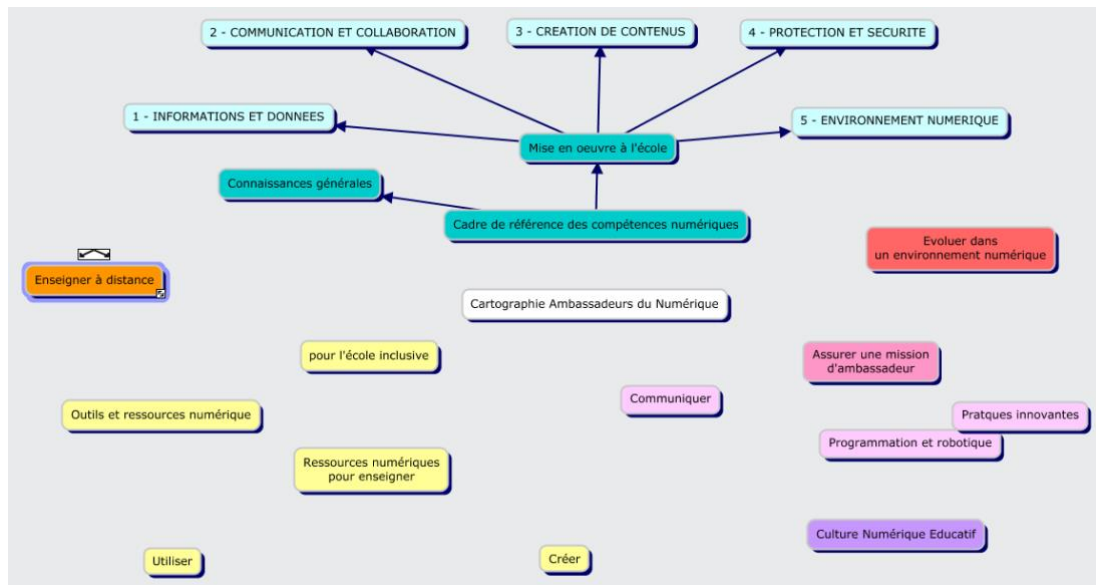 2 - COMMUNICATION ET COLLABORATION
3 - CREATION DE CONTENUS
4 - PROTECTION ET SECURITE
1 - INFORMATIONS ET DONNEES
5 - ENVIRONNEMENT NUMERIQUE
Mise en oeuvre à l'école
Connaissances générales
Cadre de référence des compétences numériques
Evoluer dans
un environnement numérique
Enseigner à distance
Cartographie Ambassadeurs du Numérique
pour l'école inclusive
Assurer une mission
d'ambassadeur
Communiquer
Outils et ressources numérique
Pratques innovantes
Programmation et robotique
Ressources numériques
pour enseigner
Culture Numérique Educatif
Utiliser
Créer